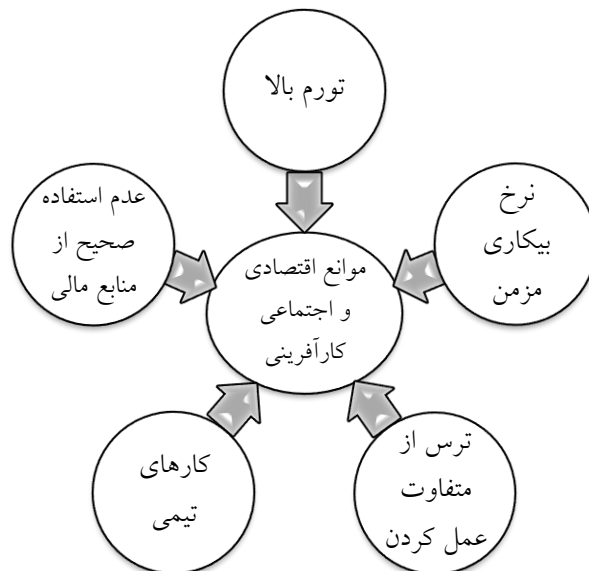 تورم بالا
نرخ
بیکاری
مزمن
ترس از
متفاوت
عمل کردن
کارهای
تیمی
عدم استفاده
صحیح از
منابع مالی
موانع اقتصادی
و اجتماعی
کارآفرینی